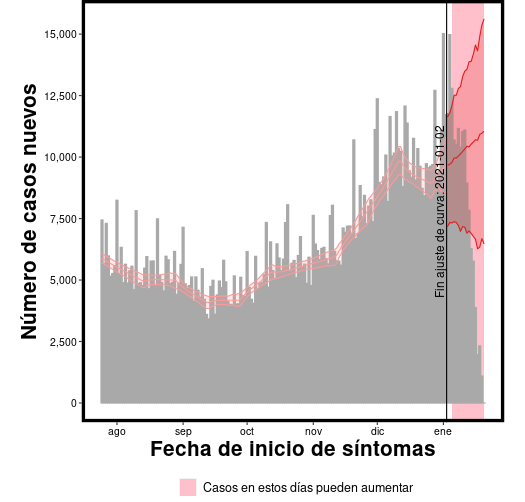 Número de casos nuevos
15,000
12,500
10,000
7,500
5,000
2,500
0
Fin ajuste de curva: 2021-01-02
ago sep oct nov dic ene
Fecha de inicio de síntomas
Casos en estos días pueden aumentar